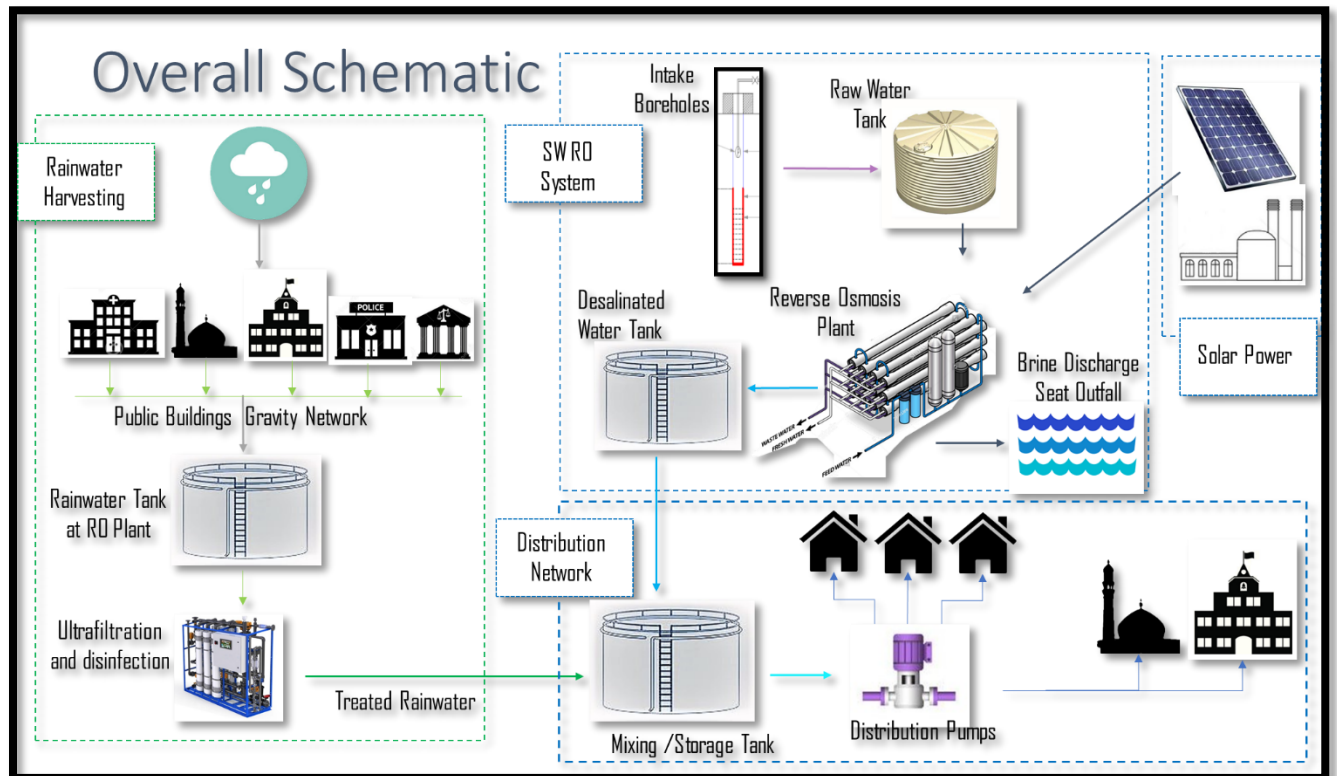 Overall Schematic
Rainwater
Harvesting
POLICE
Public Buildings Gravity Network
Rainwater Tank
at RO Plant
Ultrafiltration
and disinfection
Treated Rainwater
SWRO
System
Intake
Boreholes
Raw Water
Tank
Desalinated
Water Tank
Reverse Osmosis
Plant
WASTE WATER
FRESH WATER
FEED WATER
Brine Discharge
Seat Outfall
Solar Power
Distribution
Network
Mixing /Storage Tank
Distribution Pumps